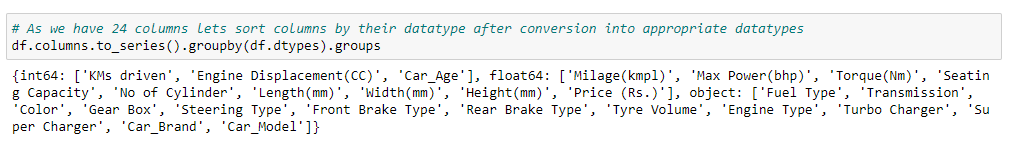 # As we have 24 columns lets sort columns by their datatype after conversion into appropriate datatypes
df.columns.to_series().groupby(df.dtypes).groups
{int64: ['KMs driven', 'Engine Displacement(CC)', 'Car_Age'], float64: ['Milage(kmpl)', 'Max Power(bhp)', 'Torque(Nm)', 'Seatin
g Capacity', 'No of Cylinder', 'Length(mm)', 'Width(mm)', 'Height(mm)', 'Price (Rs.)'], object: ['Fuel Type', 'Transmission',
'Color', 'Gear Box', 'Steering Type', 'Front Brake Type', 'Rear Brake Type', 'Tyre Volume', 'Engine Type', 'Turbo Charger', 'Su
per Charger', 'Car_Brand', 'Car_Model']}